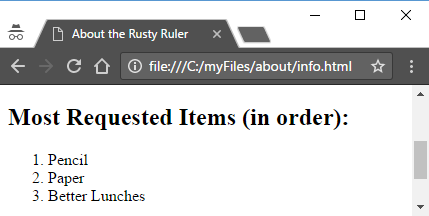 About the Rusty Ruler
file:///C:/myFiles/about/info.html
Most Requested Items (in order):
1. Pencil
2. Paper
3. Better Lunches